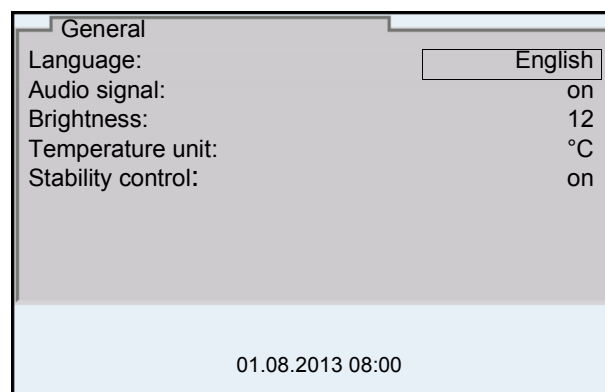 General
Language: English
Audio signal: on
Brightness: 12
Temperature unit: °C
Stability control: on
01.08.2013 08:00